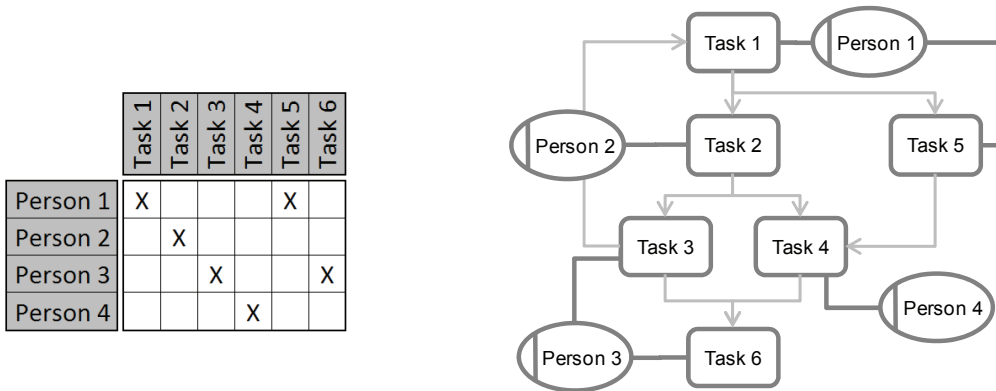 Task 1 Task 2 Task 3 Task 4 Task 5 Task 6
Person 1 X X
Person 2 X
Person 3 X X
Person 4 X
Task 1 Person 1
Person 2 Task 2 Task 5
Task 3 Task 4
Person 4
Person 3 Task 6